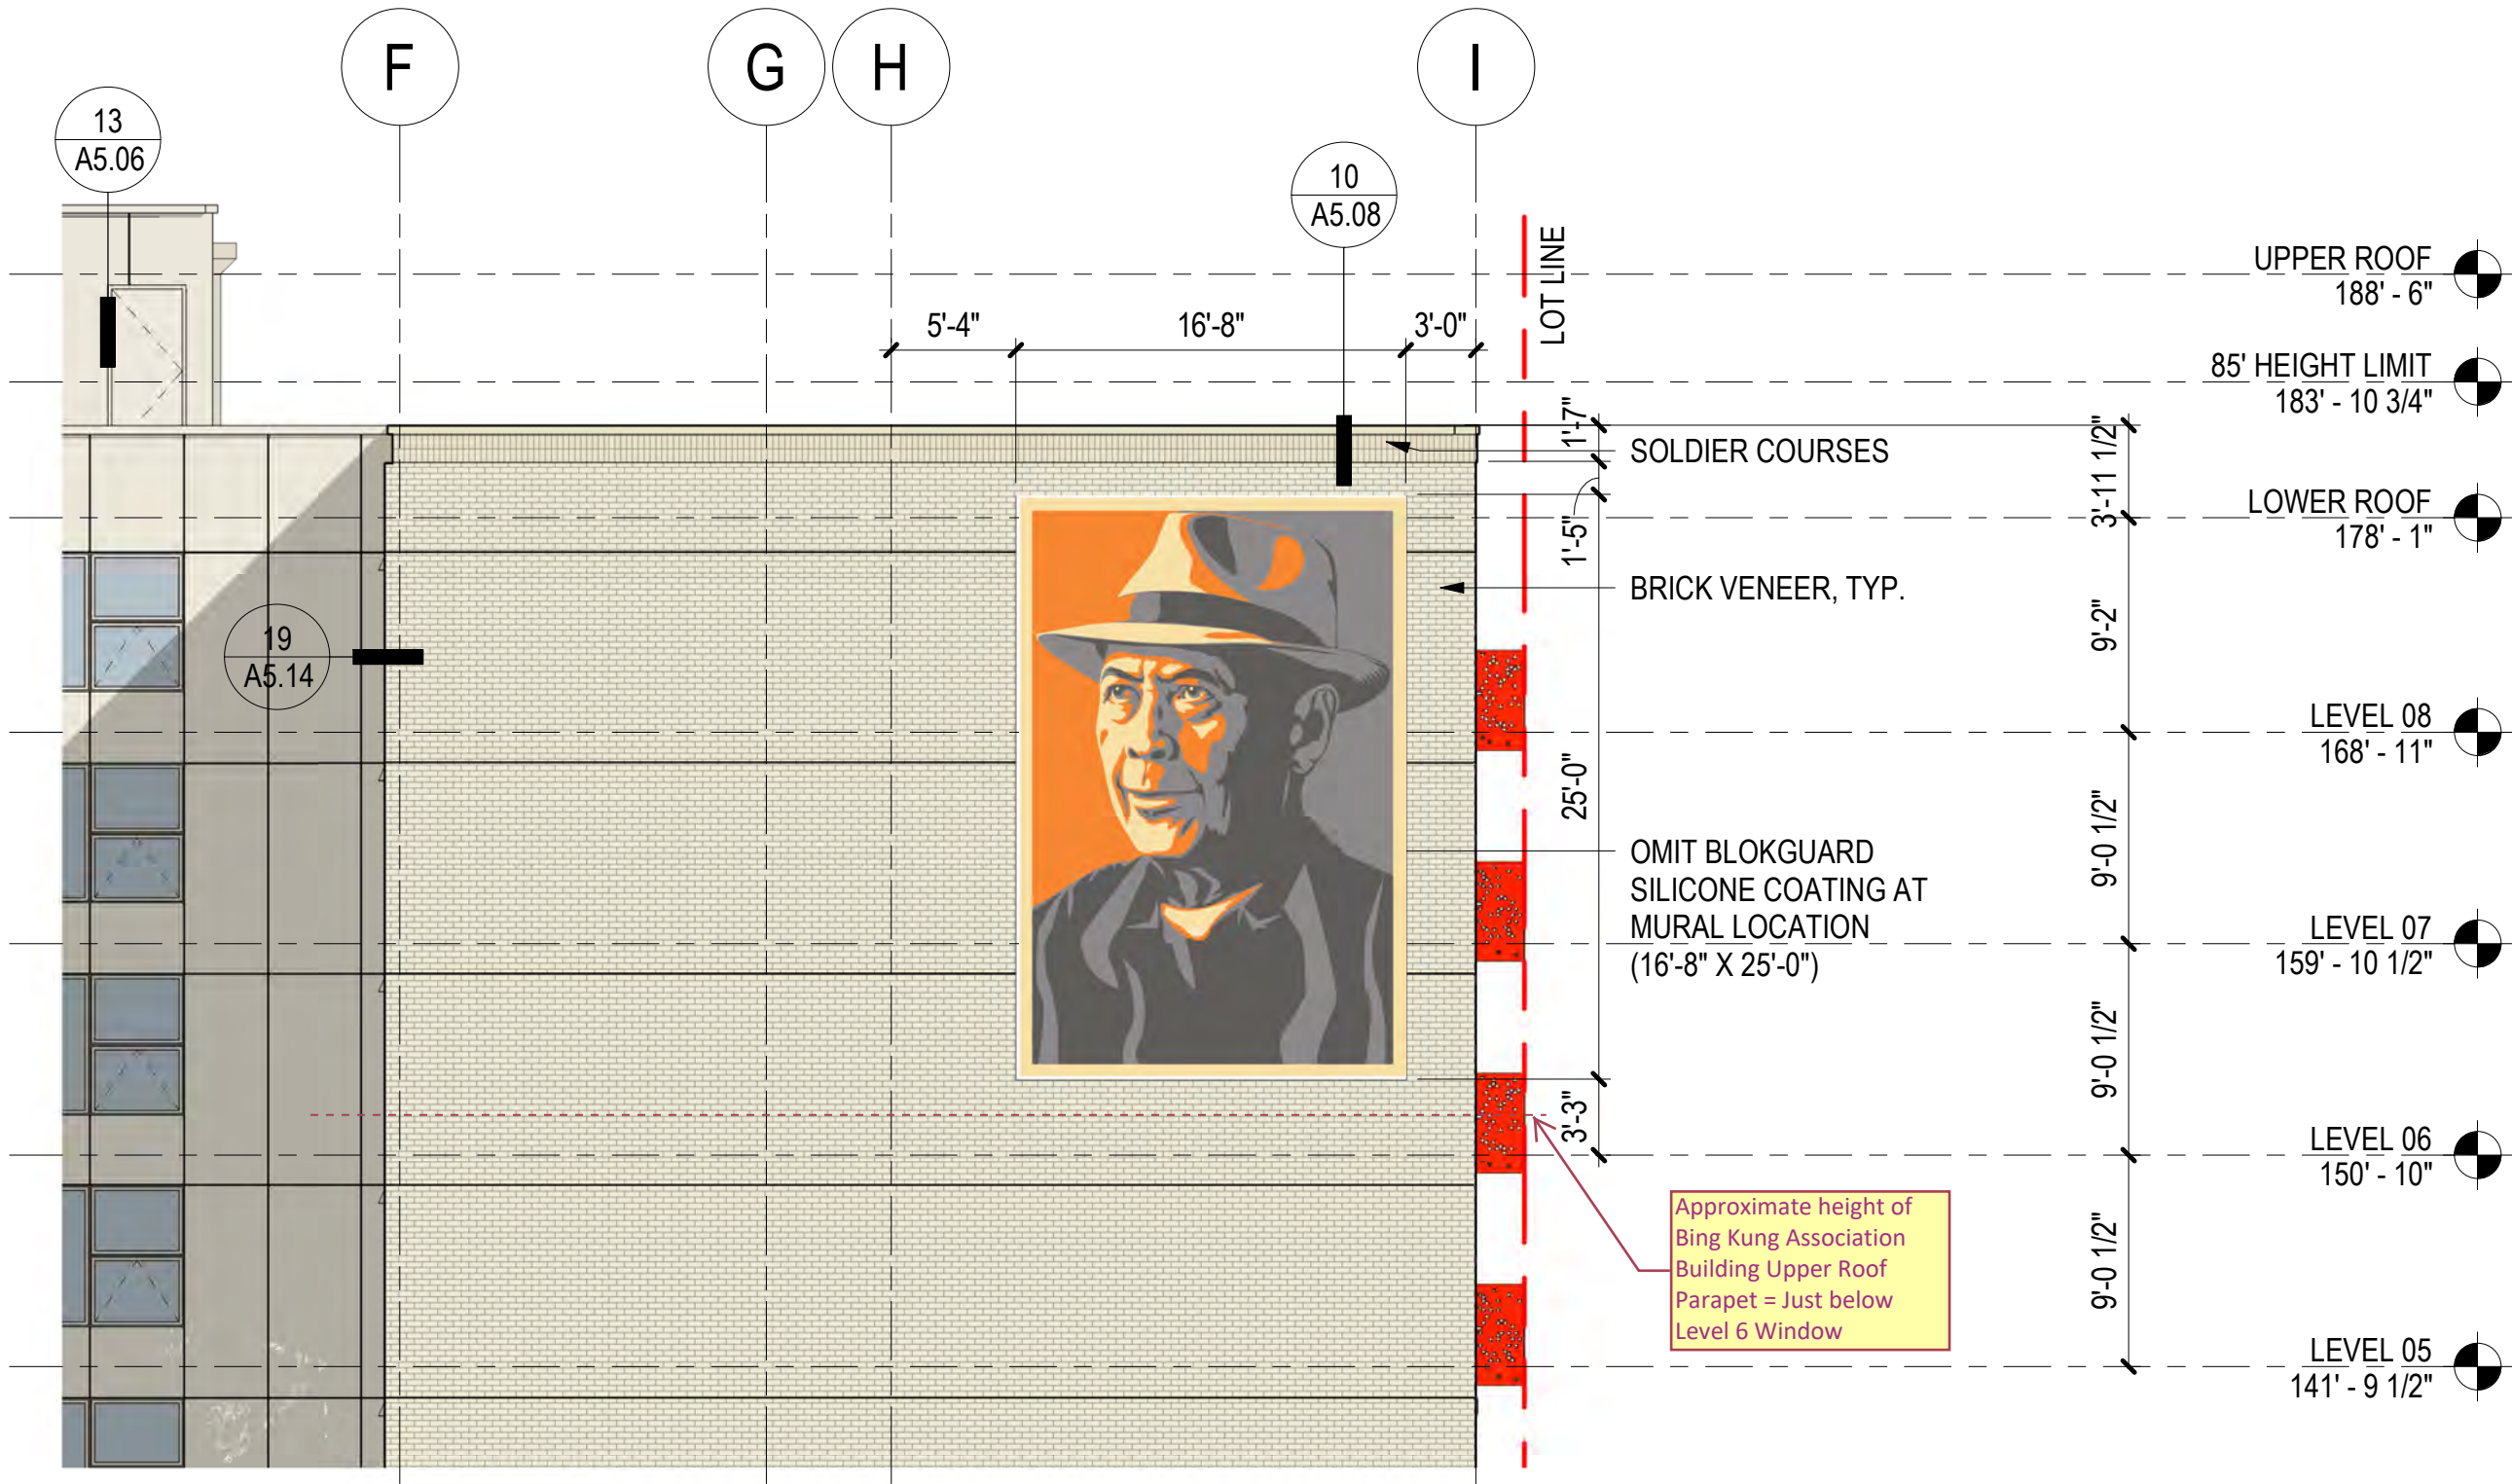 F
G
H
I
13
A5.06
10
A5.08
LOT LINE
UPPER ROOF
188' - 6"
5'-4"
16'-8"
3'-0"
85' HEIGHT LIMIT
183' - 10 3/4"
1'-7"
SOLDIER COURSES
3'-11 1/2"
LOWER ROOF
178' - 1"
1'-5"
BRICK VENEER, TYP.
9'-2"
19
A5.14
LEVEL 08
168' - 11"
25'-0"
9'-0 1/2"
OMIT BLOKGUARD
SILICONE COATING AT
MURAL LOCATION
(16'-8" X 25'-0")
LEVEL 07
159' - 10 1/2"
9'-0 1/2"
3'-3"
LEVEL 06
150' - 10"
Approximate height of
Bing Kung Association
Building Upper Roof
Parapet = Just below
Level 6 Window
9'-0 1/2"
LEVEL 05
141' - 9 1/2"